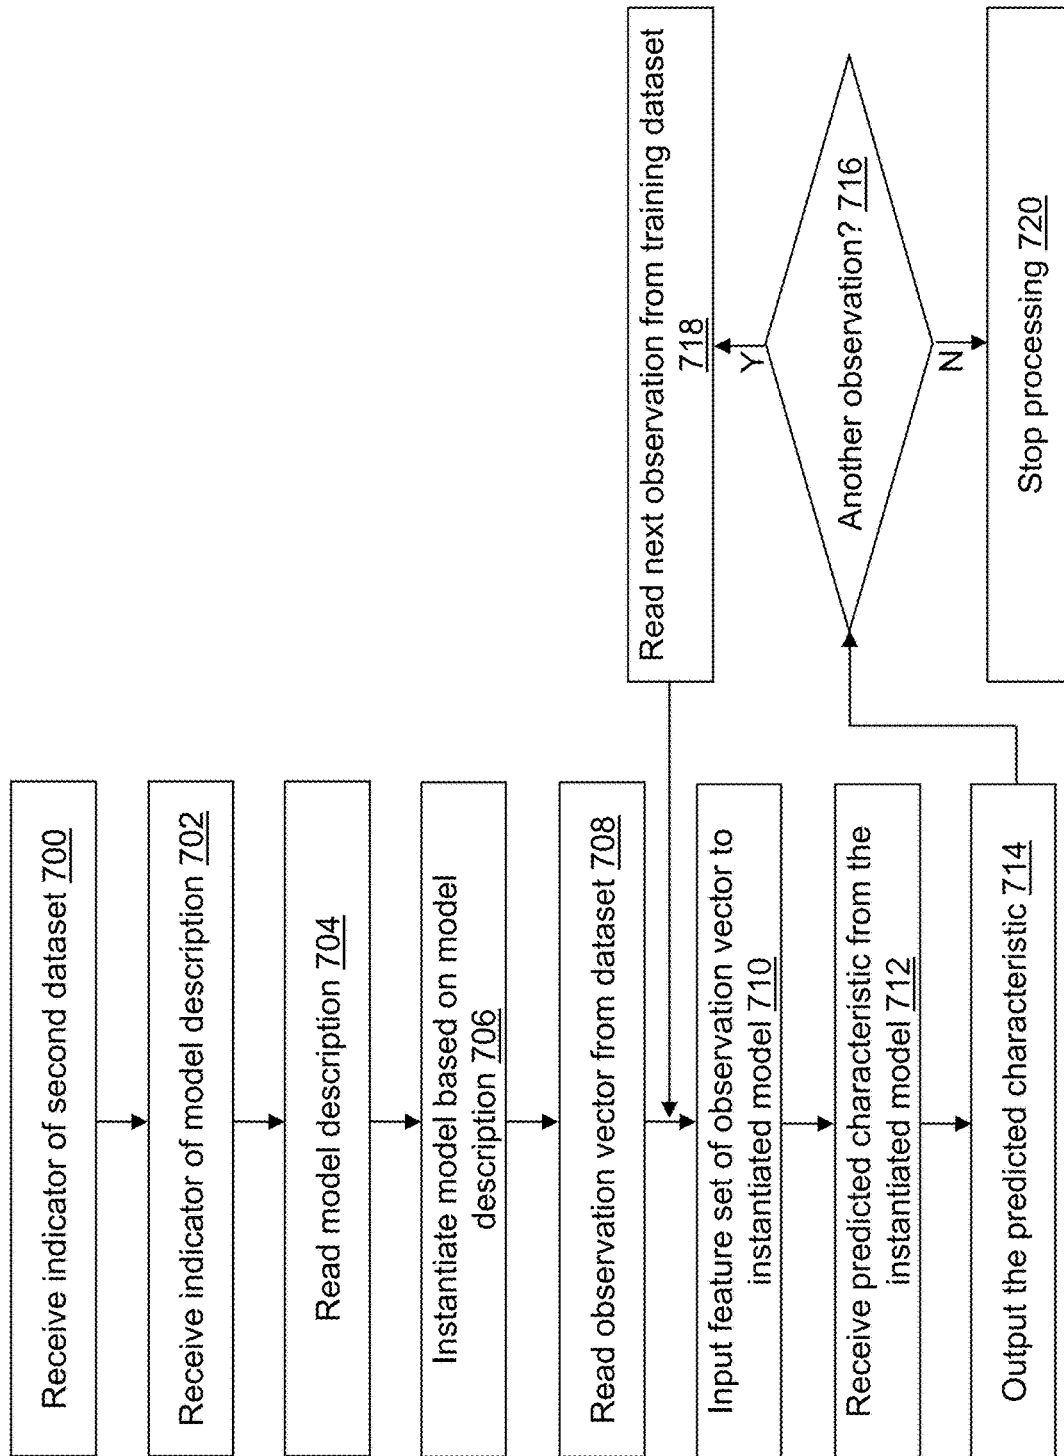 Receive indicator of second dataset 700
Receive indicator of model description 702
Read model description 704
Instantiate model based on model
description 706
Read observation vector from dataset 708
Input feature set of observation vector to
instantiated model 710
Receive predicted characteristic from the
instantiated model 712
Output the predicted characteristic 714
Read next observation from training dataset
718
Y
Another observation? 716
N
Stop processing 720